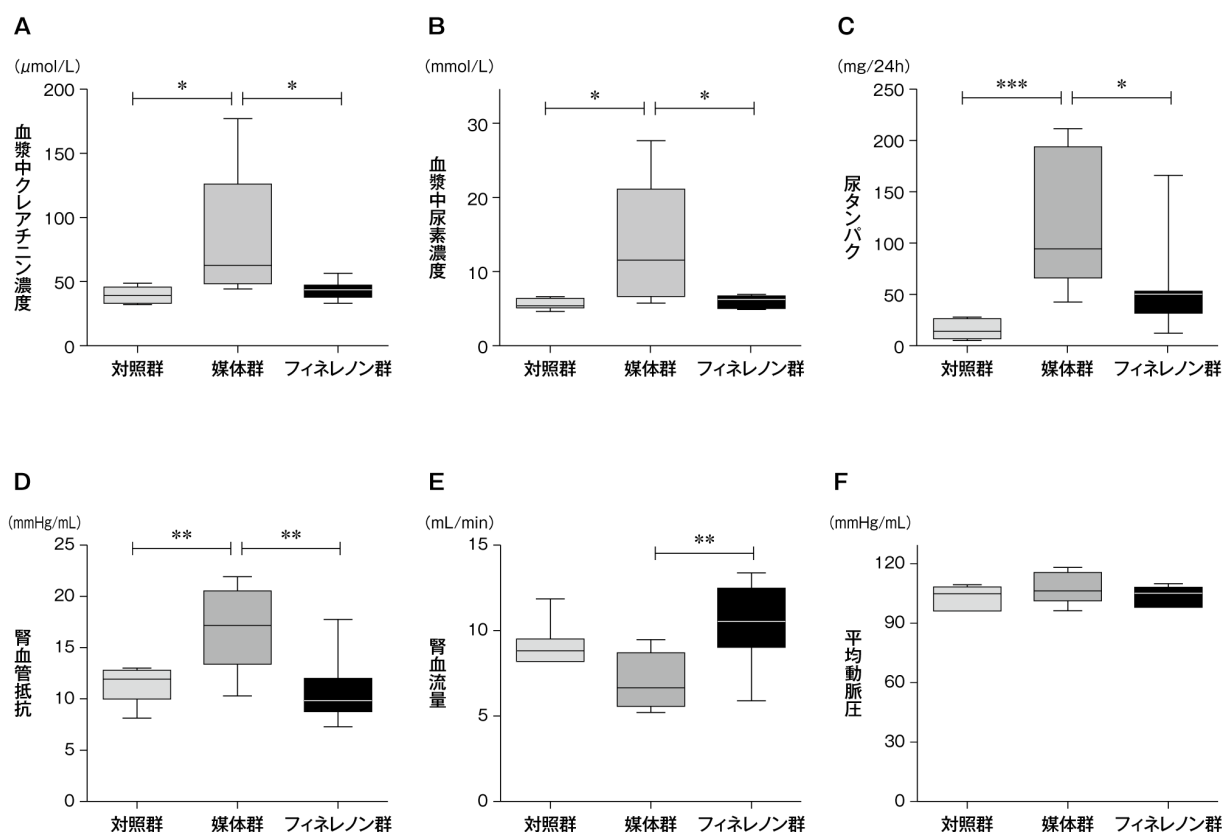 A
(μmol/L)
血漿中クレアチニン濃度
200
150
100
50
0
* *
対照群 媒体群 フィネレノン群
B
(mmol/L)
血漿中尿素濃度
30
20
10
0
* *
対照群 媒体群 フィネレノン群
C
(mg/24h)
尿タンパク
250
200
150
100
50
0
*** *
対照群 媒体群 フィネレノン群
D
(mmHg/mL)
腎血管抵抗
25
20
15
10
5
0
** **
対照群 媒体群 フィネレノン群
E
(mL/min)
腎血流量
15
10
5
0
**
対照群 媒体群 フィネレノン群
F
(mmHg/mL)
平均動脈圧
120
90
60
30
0
対照群 媒体群 フィネレノン群